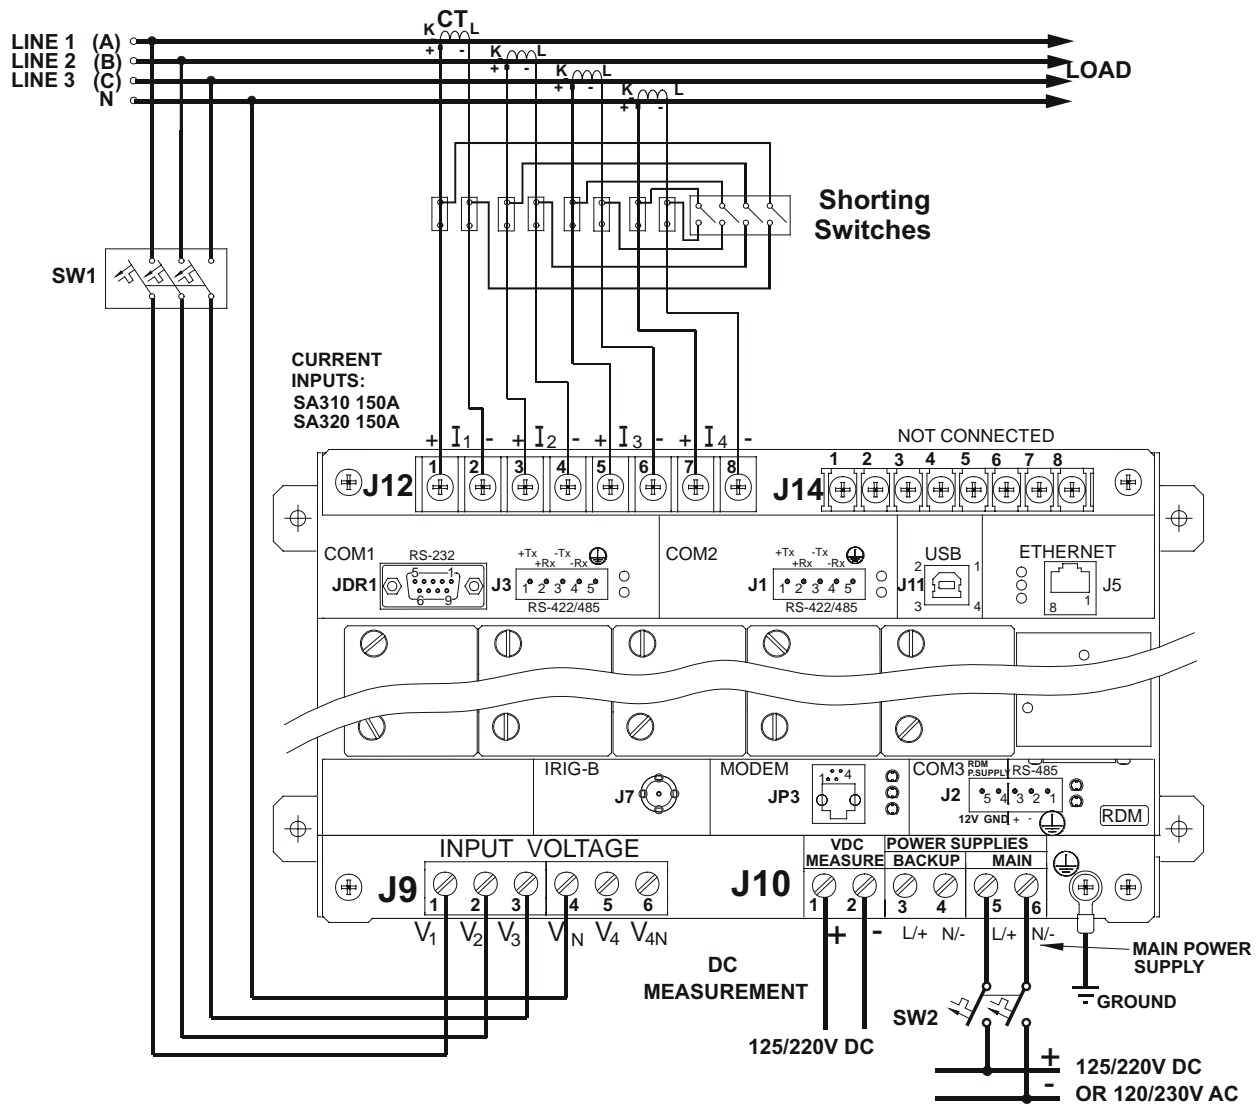 CT
K L
+ -
LINE 1 (A)
LINE 2 (B)
LINE 3 (C)
N
K L
+ -
K L
+ -
K L
+ -
LOAD
Shorting
Switches
SW1
CURRENT
INPUTS:
SA310 150A
SA320 150A
+ I1 - + I2 - + I3 - + I4 -
NOT CONNECTED
J12 1 2 3 4 5 6 7 8
J14 1 2 3 4 5 6 7 8
COM1 RS-232
JDR1 5 1
6 9
+Tx -Tx
+Rx -Rx
J3 1 2 3 4 5
RS-422/485
COM2
+Tx -Tx
+Rx -Rx
J1 1 2 3 4 5
RS-422/485
USB
2 1
J11
3 4
ETHERNET
J5
8 1
IRIG-B
J7
MODEM
1 4
JP3
COM3 RDM P.SUPPLY RS-485
J2 5 4 3 2 1
12V GND + -
RDM
INPUT VOLTAGE
J9 1 2 3 4 5 6
V1 V2 V3 VN V4 V4N
VDC
MEASURE
POWER SUPPLIES
BACKUP MAIN
J10 1 2 3 4 5 6
+ - L/+ N/- L/+ N/-
MAIN POWER
SUPPLY
DC
MEASUREMENT
GROUND
SW2
125/220V DC
+ 125/220V DC
- OR 120/230V AC